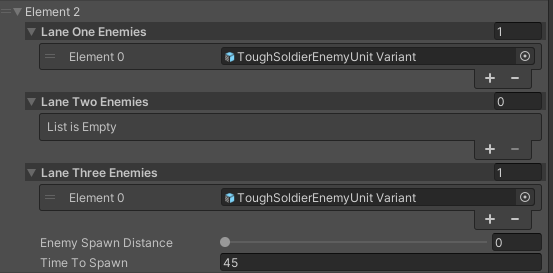 Element 2
Lane One Enemies 1
Element 0 ToughSoldierEnemyUnit Variant
+ −
Lane Two Enemies 0
List is Empty
+ −
Lane Three Enemies 1
Element 0 ToughSoldierEnemyUnit Variant
+ −
Enemy Spawn Distance 0
Time To Spawn 45